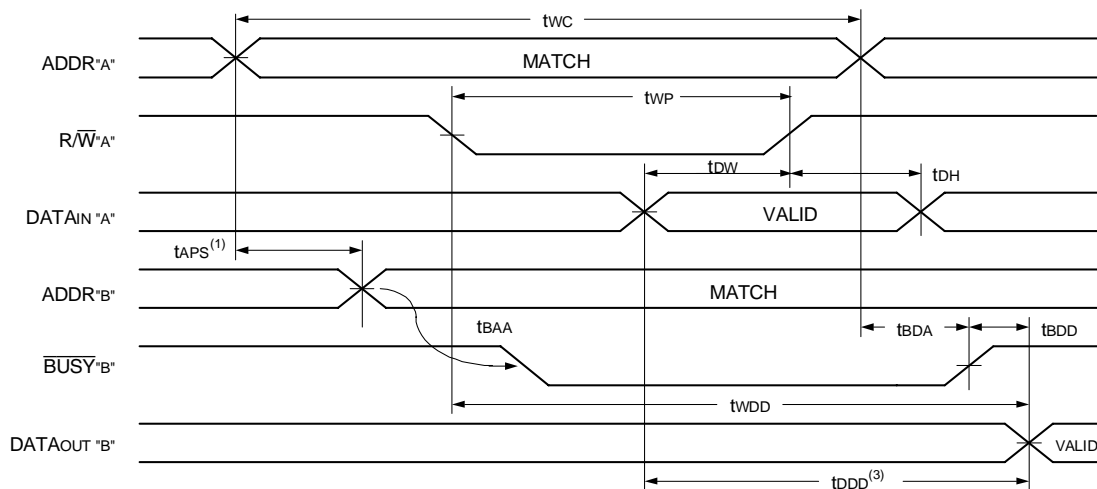 tWC
ADDR"A" MATCH
tWP
R/W̅"A"
tDW tDH
DATAIN "A" VALID
tAPS(1)
ADDR"B" MATCH
tBAA tBDA tBDD
B̅U̅S̅Y̅"B"
tWDD
DATAOUT "B" VALID
tDDD(3)